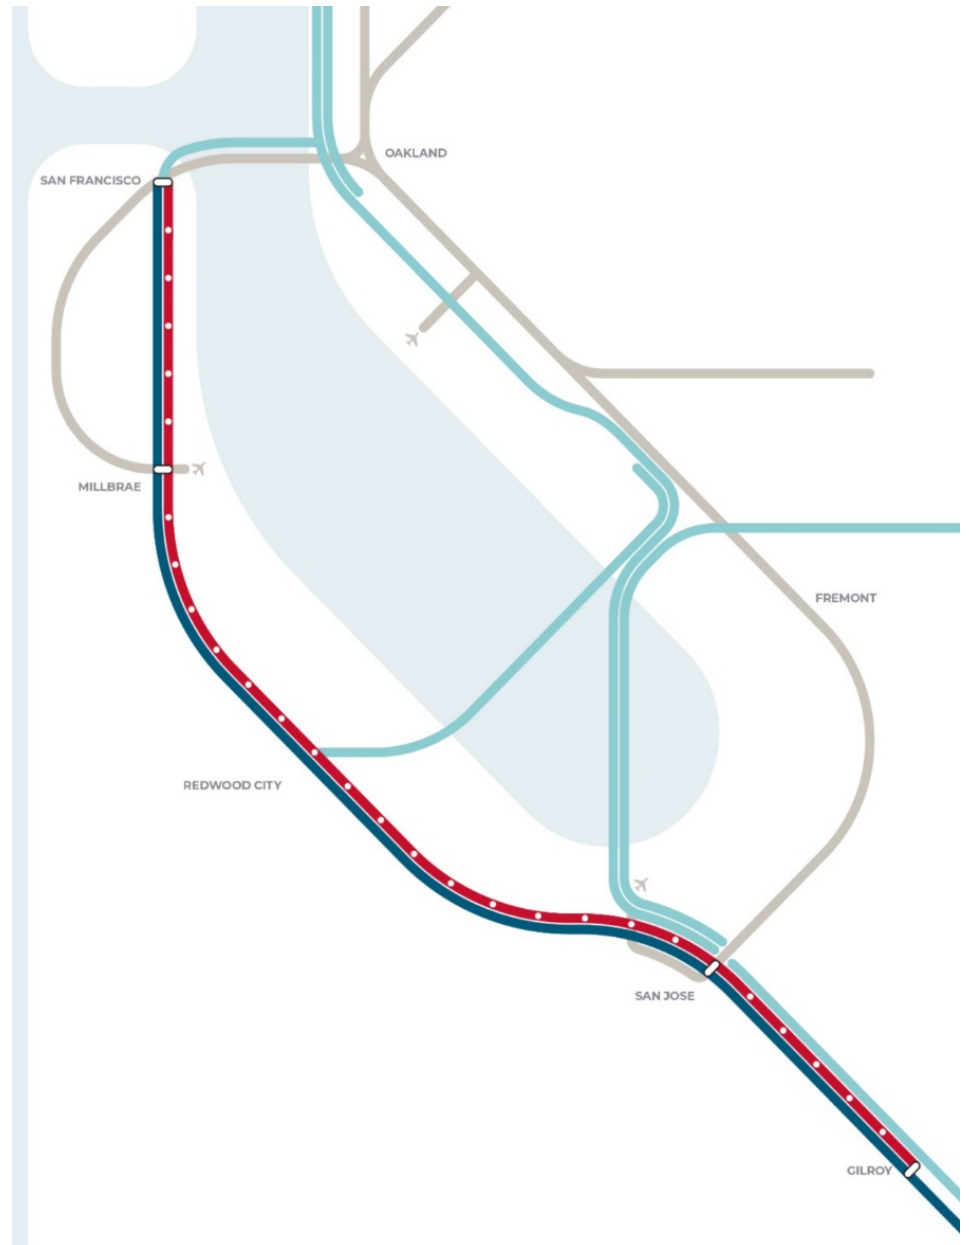 OAKLAND
SAN FRANCISCO
MILLBRAE
FREMONT
REDWOOD CITY
SAN JOSE
GILROY